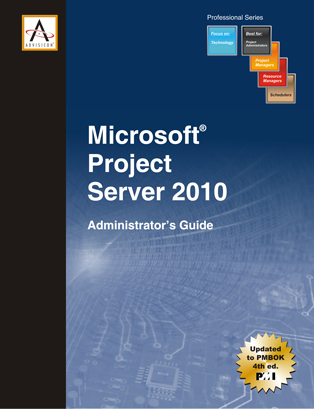 ADVISICON®
Professional Series
Focus on:
Technology
Best for:
Project
Administrators
Project
Managers
Resource
Managers
Schedulers
Microsoft®
Project
Server 2010
Administrator's Guide
Updated
to PMBOK
4th ed.
PMI